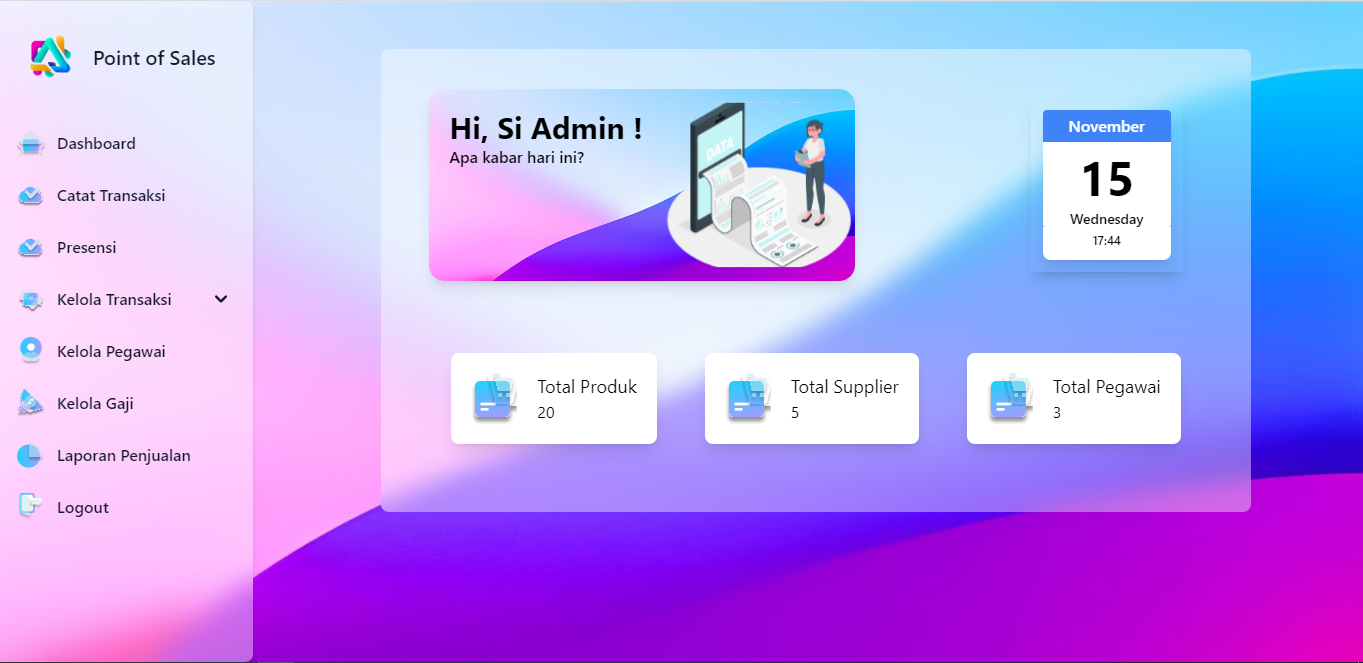 Point of Sales
Dashboard
Catat Transaksi
Presensi
Kelola Transaksi
Kelola Pegawai
Kelola Gaji
Laporan Penjualan
Logout
Hi, Si Admin !
Apa kabar hari ini?
DATA
November
15
Wednesday
17:44
Total Produk
20
Total Supplier
5
Total Pegawai
3